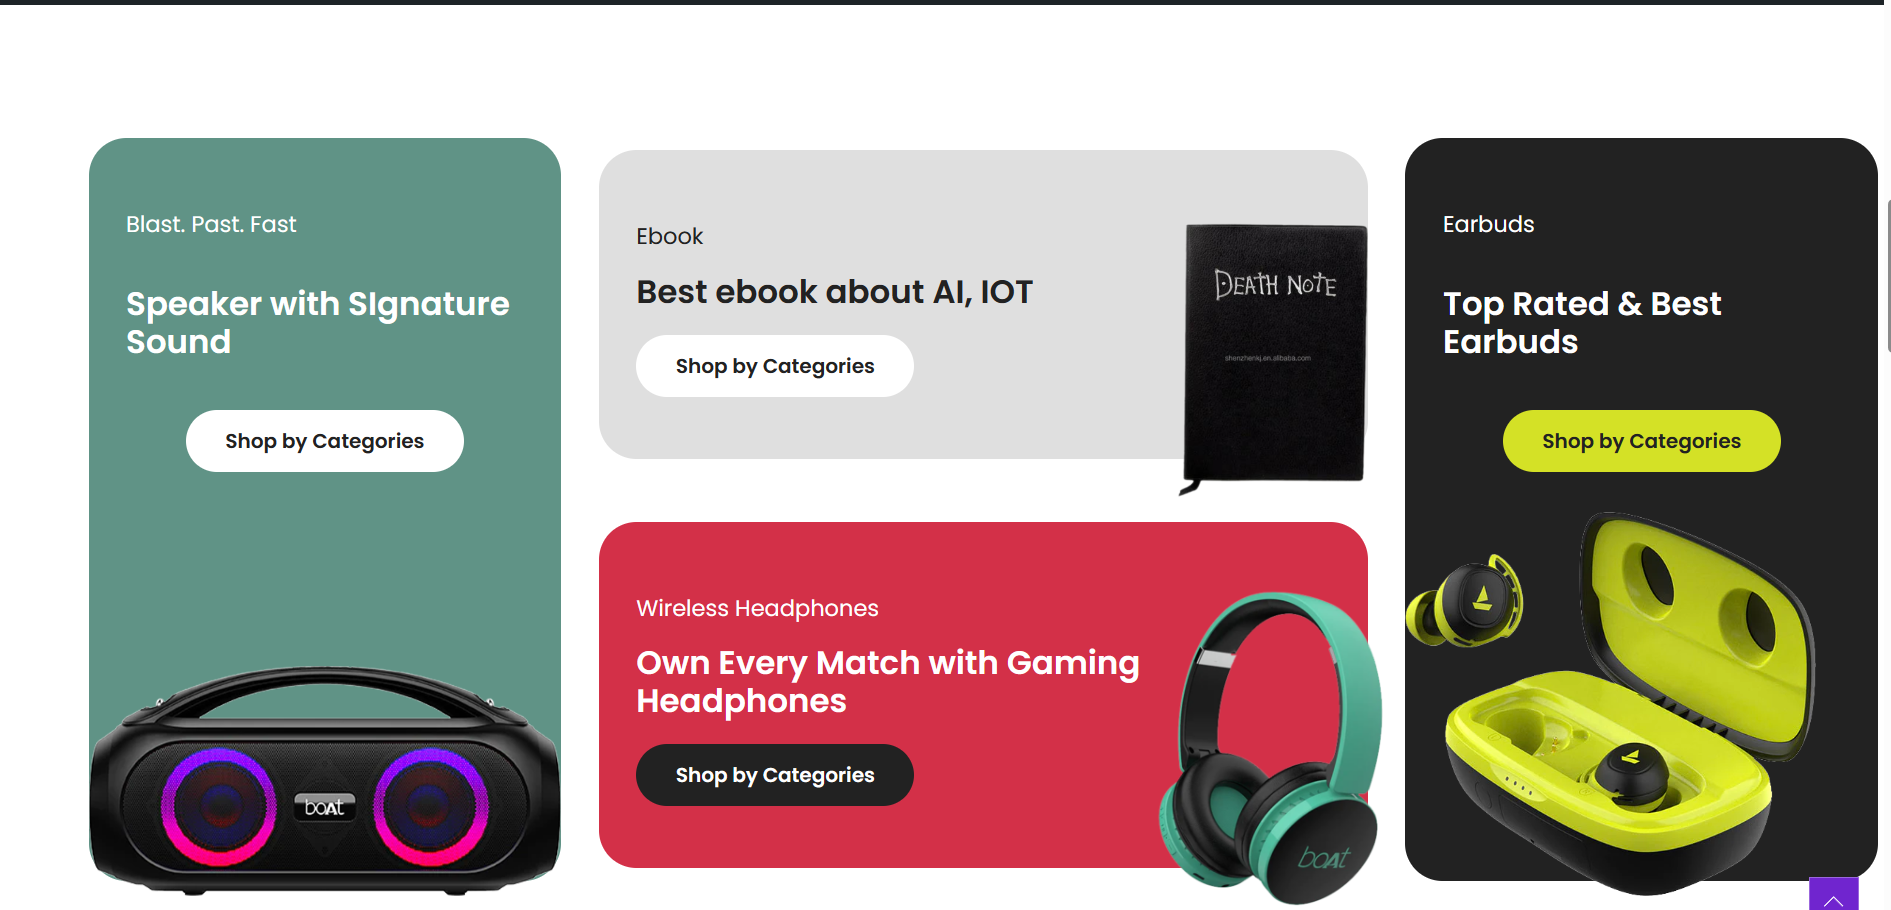 Blast. Past. Fast
Speaker with SIgnature
Sound
Shop by Categories
boAt
Ebook
Best ebook about AI, IOT
Shop by Categories
DEATH NOTE
shenzhenkj.en.alibaba.com
Wireless Headphones
Own Every Match with Gaming
Headphones
Shop by Categories
boAt
Earbuds
Top Rated & Best
Earbuds
Shop by Categories